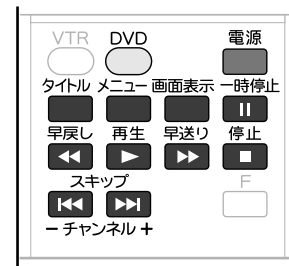 VTR DVD 電源
タイトル メニュー 画面表示 一時停止
早戻し 再生 早送り 停止
スキップ F
− チャンネル +